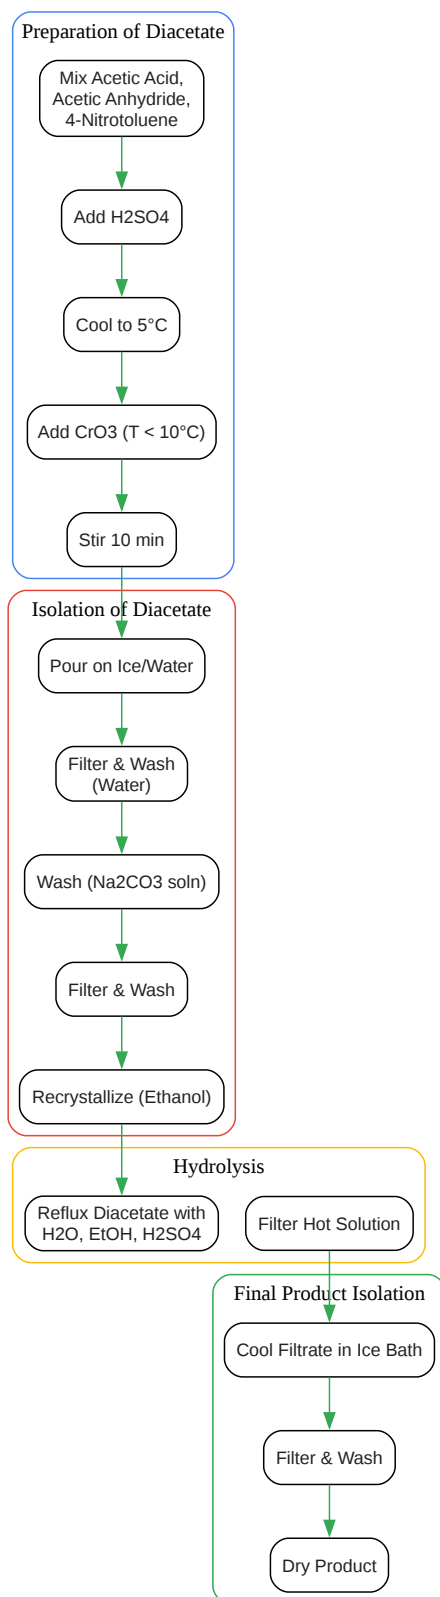 Preparation of Diacetate
Mix Acetic Acid,
Acetic Anhydride,
4-Nitrotoluene
Add H2SO4
Cool to 5°C
Add CrO3 (T < 10°C)
Stir 10 min
Isolation of Diacetate
Pour on Ice/Water
Filter & Wash
(Water)
Wash (Na2CO3 soln)
Filter & Wash
Recrystallize (Ethanol)
Hydrolysis
Reflux Diacetate with
H2O, EtOH, H2SO4
Filter Hot Solution
Final Product Isolation
Cool Filtrate in Ice Bath
Filter & Wash
Dry Product